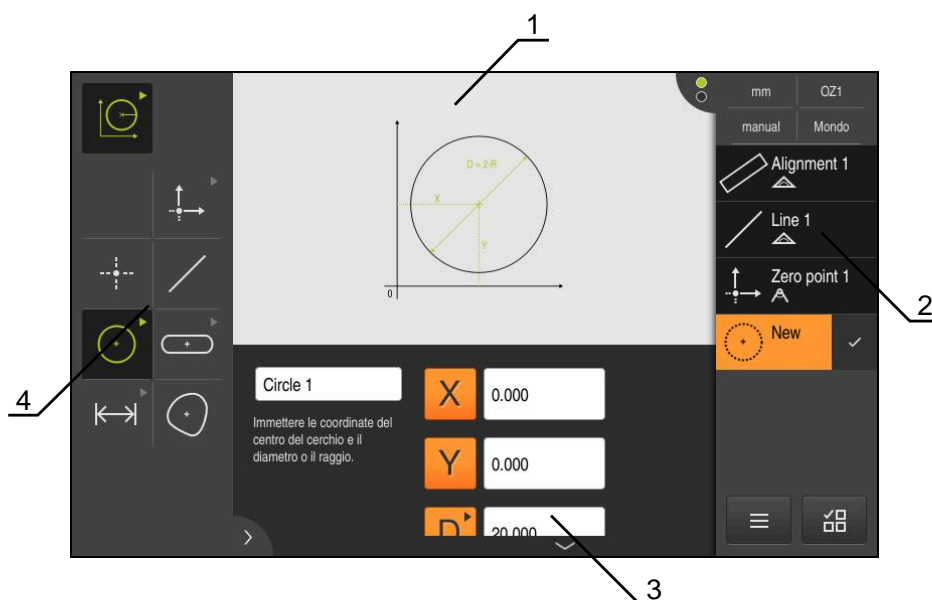 1
mm OZ1
manual Mondo
D=2·R
X
Y
0
Alignment 1
Line 1
Zero point 1
New
2
4
Circle 1
Immettere le coordinate del
centro del cerchio e il
diametro o il raggio.
X 0.000
Y 0.000
D 20.000
3